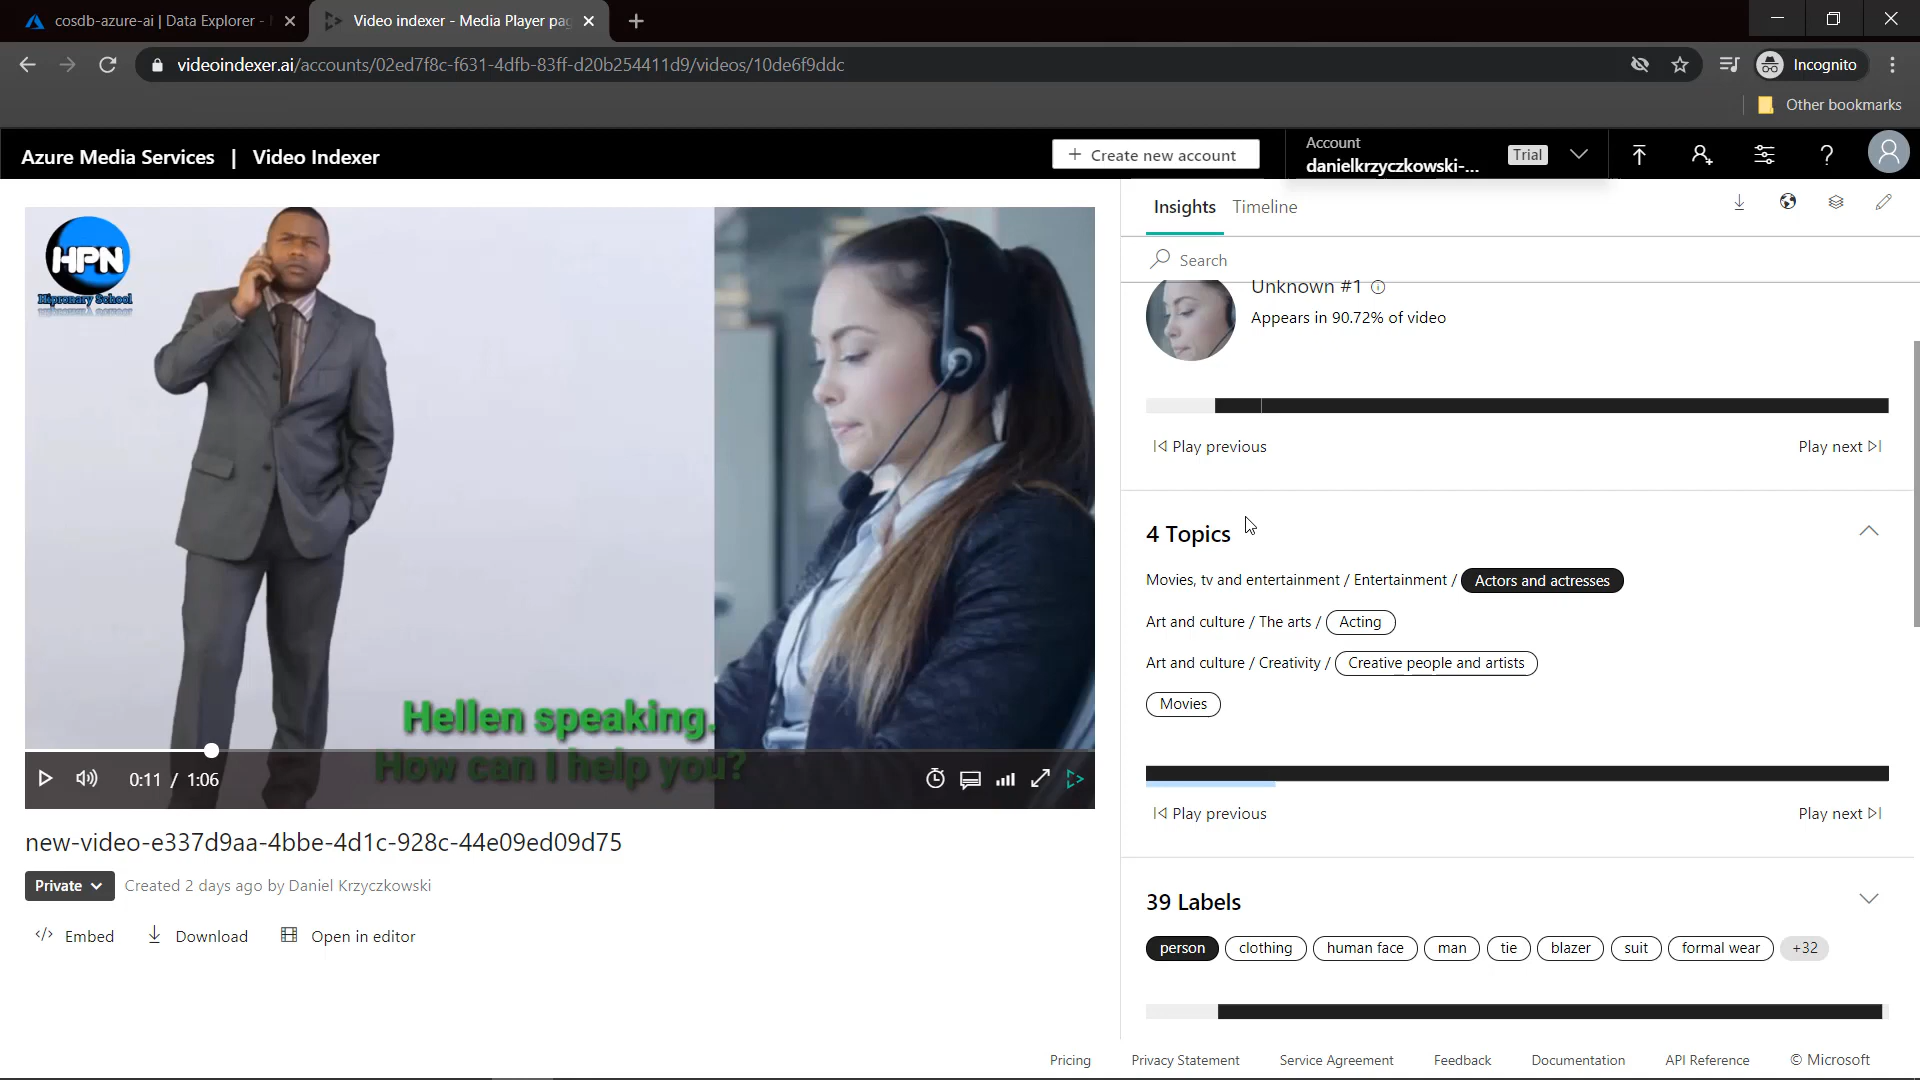 cosdb-azure-ai | Data Explorer -
Video indexer - Media Player pag
videoindexer.ai/accounts/02ed7f8c-f631-4dfb-83ff-d20b254411d9/videos/10de6f9ddc
Incognito
Other bookmarks
Azure Media Services | Video Indexer
+ Create new account
Account
danielkrzyczkowski-...
Trial
Insights Timeline
Search
HPN
Hipronary School
Unknown #1
Appears in 90.72% of video
Play previous
Play next
4 Topics
Movies, tv and entertainment / Entertainment / Actors and actresses
Art and culture / The arts / Acting
Art and culture / Creativity / Creative people and artists
Movies
Play previous
Play next
39 Labels
person clothing human face man tie blazer suit formal wear +32
Hellen speaking.
How can I help you?
0:11 / 1:06
new-video-e337d9aa-4bbe-4d1c-928c-44e09ed09d75
Private Created 2 days ago by Daniel Krzyczkowski
Embed Download Open in editor
Pricing Privacy Statement Service Agreement Feedback Documentation API Reference © Microsoft